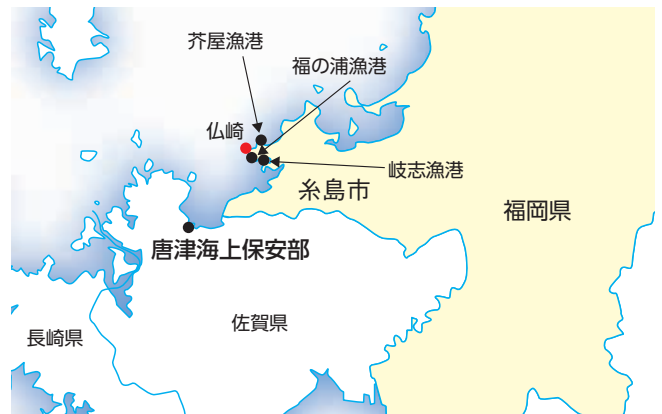 芥屋漁港
福の浦漁港
仏崎
岐志漁港
糸島市
福岡県
唐津海上保安部
佐賀県
長崎県